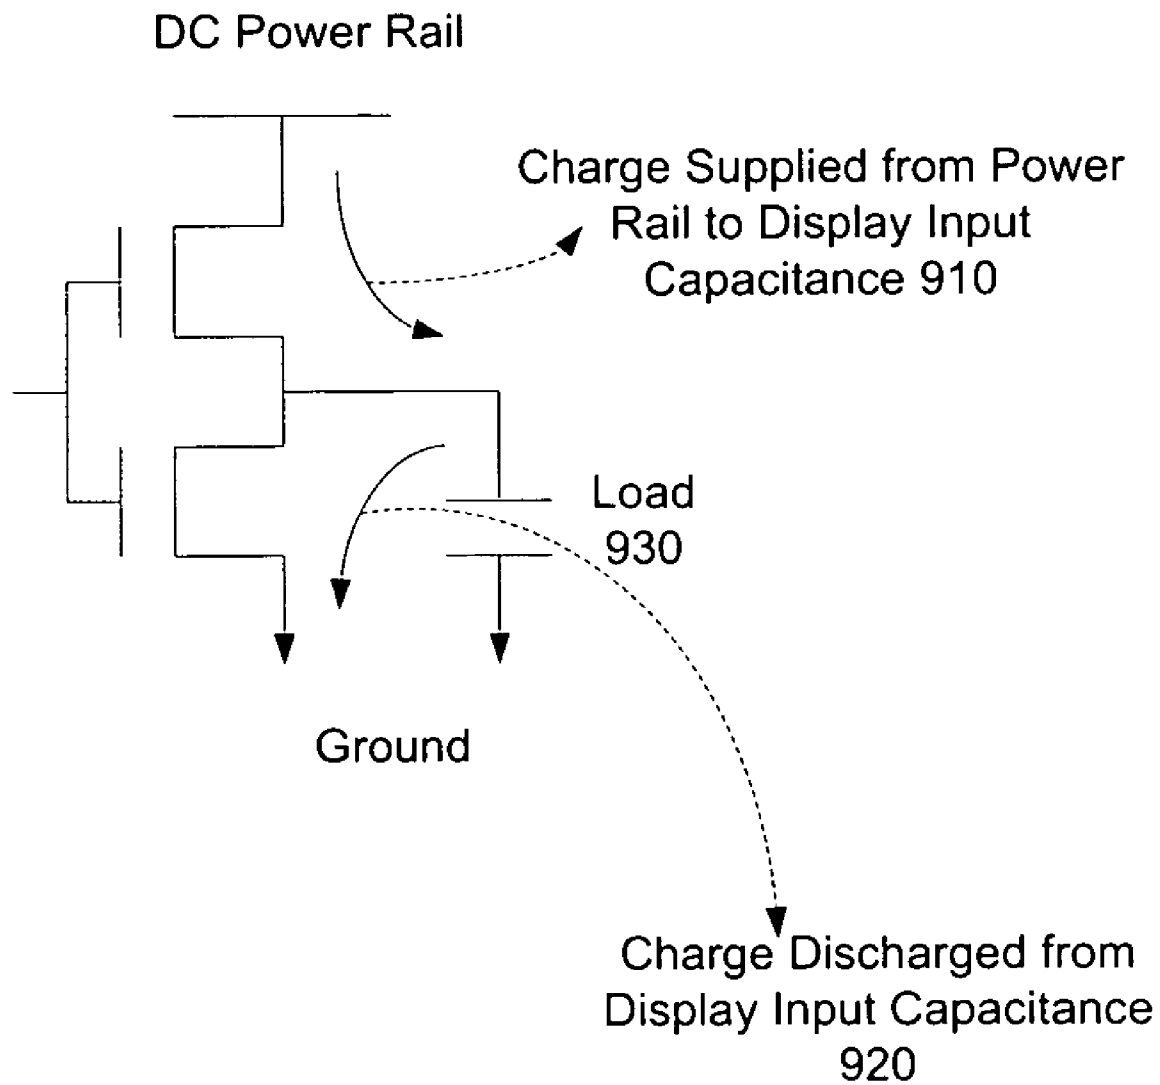 DC Power Rail
Charge Supplied from Power
Rail to Display Input
Capacitance 910
Load
930
Ground
Charge Discharged from
Display Input Capacitance
920